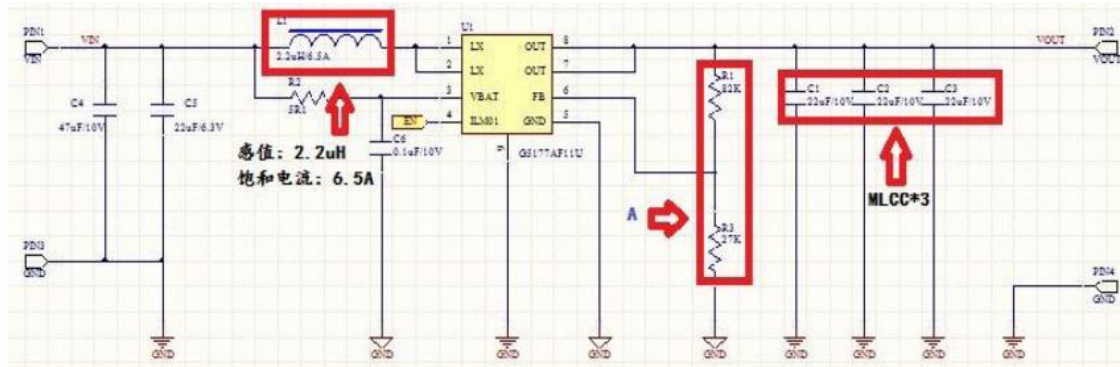 PIN1
VIN
VIN
L1
2.2uH/6.5A
R2
5R1
C4
47uF/10V
C5
22uF/6.3V
感值: 2.2uH
饱和电流: 6.5A
EN
C6
0.1uF/10V
U1
1 LX OUT 8
2 LX OUT 7
3 VBAT FB 6
4 ILM01 GND 5
9
G5177AF11U
R1
82K
A
R3
27K
C1
22uF/10V
C2
22uF/10V
C3
22uF/10V
MLCC*3
VOUT
PIN2
VOUT
PIN3
GND
PIN4
GND
GND
GND
GND
GND
GND
GND
GND
GND
GND